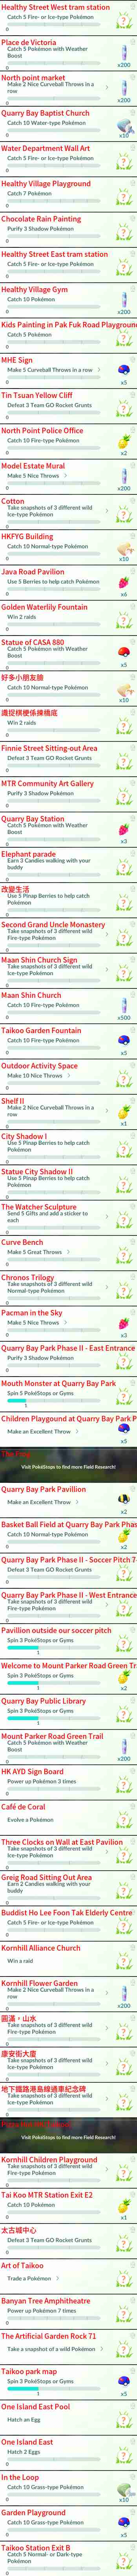 Healthy Street West tram station
Catch 5 Fire- or Ice-type Pokémon
0
Place de Victoria
Catch 5 Pokémon with Weather
Boost
0
x200
North point market
Make 2 Nice Curveball Throws in a
row
0
x200
Quarry Bay Baptist Church
Catch 10 Water-type Pokémon
0
x10
Water Department Wall Art
Catch 5 Fire- or Ice-type Pokémon
0
Healthy Village Playground
Catch 7 Pokémon
0
Chocolate Rain Painting
Purify 3 Shadow Pokémon
0
Healthy Street East tram station
Catch 5 Fire- or Ice-type Pokémon
0
Healthy Village Gym
Catch 10 Pokémon
0
x200
Kids Painting in Pak Fuk Road Playground
Catch 5 Pokémon
0
MHE Sign
Make 5 Curveball Throws in a row
0
x5
Tin Tsuan Yellow Cliff
Defeat 3 Team GO Rocket Grunts
0
North Point Police Office
Catch 10 Fire-type Pokémon
0
x2
Model Estate Mural
Make 5 Nice Throws
0
x200
Cotton
Take snapshots of 3 different wild
Ice-type Pokémon
0
HKFYG Building
Catch 10 Normal-type Pokémon
0
x10
Java Road Pavilion
Use 5 Berries to help catch Pokémon
0
x6
Golden Waterlily Fountain
Win 2 raids
0
Statue of CASA 880
Catch 5 Pokémon with Weather
Boost
0
x5
好多小朋友臉
Catch 10 Normal-type Pokémon
0
x10
Win 2 raids
0
Finnie Street Sitting-out Area
Defeat 3 Team GO Rocket Grunts
0
MTR Community Art Gallery
Purify 3 Shadow Pokémon
0
Quarry Bay Station
Catch 5 Pokémon with Weather
Boost
0
x3
Elephant parade
Earn 3 Candies walking with your
buddy
0
改變生活
Use 5 Pinap Berries to help catch
Pokémon
0
Second Grand Uncle Monastery
Take snapshots of 3 different wild
Fire-type Pokémon
0
Maan Shin Church Sign
Take snapshots of 3 different wild
Ice-type Pokémon
0
Maan Shin Church
Catch 10 Fire-type Pokémon
0
x500
Taikoo Garden Fountain
Catch 10 Fire-type Pokémon
0
x5
Outdoor Activity Space
Make 10 Nice Throws
0
Shelf II
Make 2 Nice Curveball Throws in a
row
0
x1
City Shadow I
Use 5 Pinap Berries to help catch
Pokémon
0
Statue City Shadow II
Use 5 Pinap Berries to help catch
Pokémon
0
The Watcher Sculpture
Send 5 Gifts and add a sticker to
each
0
Curve Bench
Make 5 Great Throws
0
Chronos Trilogy
Take snapshots of 3 different wild
Normal-type Pokémon
0
Pacman in the Sky
Make 5 Nice Throws
0
x3
Quarry Bay Park Phase II - East Entrance
Purify 3 Shadow Pokémon
0
Mouth Monster at Quarry Bay Park
Spin 5 PokéStops or Gyms
1
Children Playgound at Quarry Bay Park P
Make an Excellent Throw
0
x5
Visit PokéStops to find more Field Research!
Quarry Bay Park Pavillion
Make an Excellent Throw
0
x2
Basket Ball Field at Quarry Bay Park Phas
Catch 10 Normal-type Pokémon
0
x2
Quarry Bay Park Phase II - Soccer Pitch 7-
Defeat 3 Team GO Rocket Grunts
0
Quarry Bay Park Phase II - West Entrance
Take snapshots of 3 different wild
Fire-type Pokémon
0
Pavillion outside our soccer pitch
Spin 3 PokéStops or Gyms
1
Welcome to Mount Parker Road Green Tr
Spin 3 PokéStops or Gyms
1
x2
Quarry Bay Public Library
Spin 3 PokéStops or Gyms
1
Mount Parker Road Green Trail
Catch 5 Pokémon with Weather
Boost
0
x200
HK AYD Sign Board
Power up Pokémon 3 times
0
Café de Coral
Evolve a Pokémon
0
Three Clocks on Wall at East Pavilion
Take snapshots of 3 different wild
Ice-type Pokémon
0
Greig Road Sitting Out Area
Earn 2 Candies walking with your
buddy
0
Buddist Ho Lee Foon Tak Elderly Centre
Catch 5 Fire- or Ice-type Pokémon
0
Kornhill Alliance Church
Win a raid
0
Kornhill Flower Garden
Make 2 Nice Curveball Throws in a
row
0
x200
圓滿・山水
Take snapshots of 3 different wild
Fire-type Pokémon
0
康安街大廈
Take snapshots of 3 different wild
Ice-type Pokémon
0
地下鐵路港島綫通車紀念碑
Take snapshots of 3 different wild
Ice-type Pokémon
0
Visit PokéStops to find more Field Research!
Kornhill Children Playground
Take snapshots of 3 different wild
Fire-type Pokémon
0
Tai Koo MTR Station Exit E2
Catch 10 Pokémon
0
x1
太古城中心
Defeat 3 Team GO Rocket Grunts
0
Art of Taikoo
Trade a Pokémon
0
Banyan Tree Amphitheatre
Power up Pokémon 7 times
0
The Artificial Garden Rock 71
Take a snapshot of a wild Pokémon
0
Taikoo park map
Spin 3 PokéStops or Gyms
1
x5
One Island East Pool
Hatch an Egg
0
One Island East
Hatch 2 Eggs
0
In the Loop
Catch 10 Grass-type Pokémon
0
x10
Garden Playground
Catch 10 Grass-type Pokémon
0
x5
Taikoo Station Exit B
Catch 5 Normal- or Dark-type
Pokémon
0